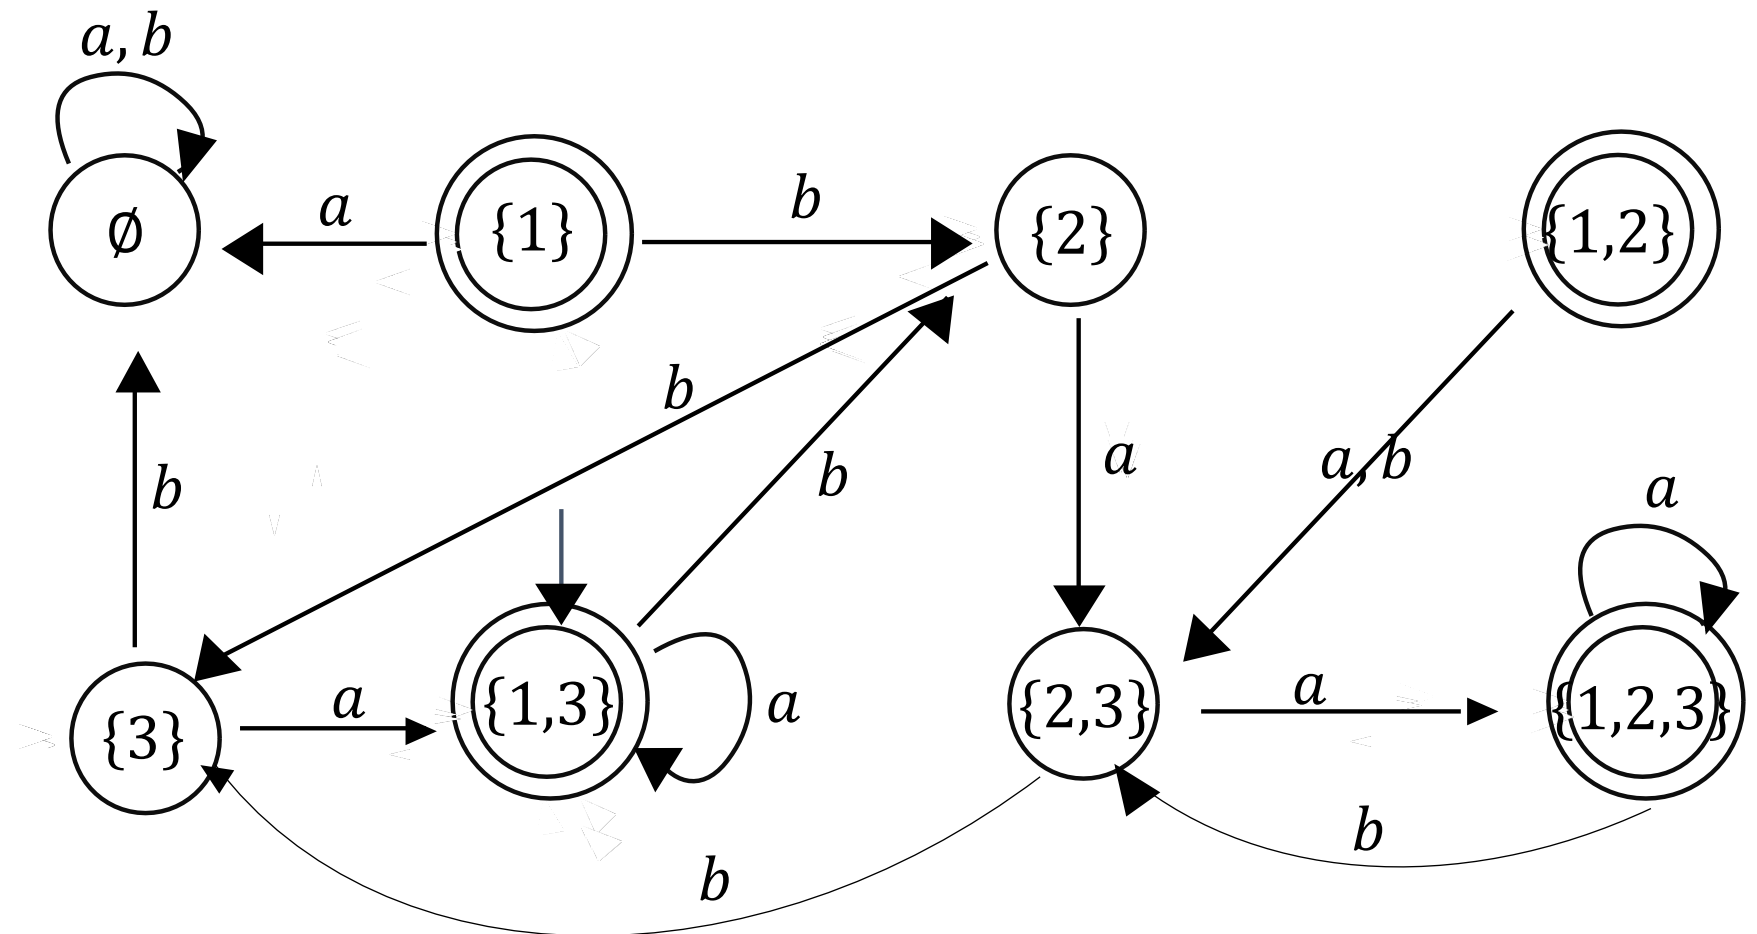 a, b
∅
a
{1}
b
{2}
{1,2}
b
b
b
a
a, b
a
{3}
a
{1,3}
a
{2,3}
a
{1,2,3}
b
b